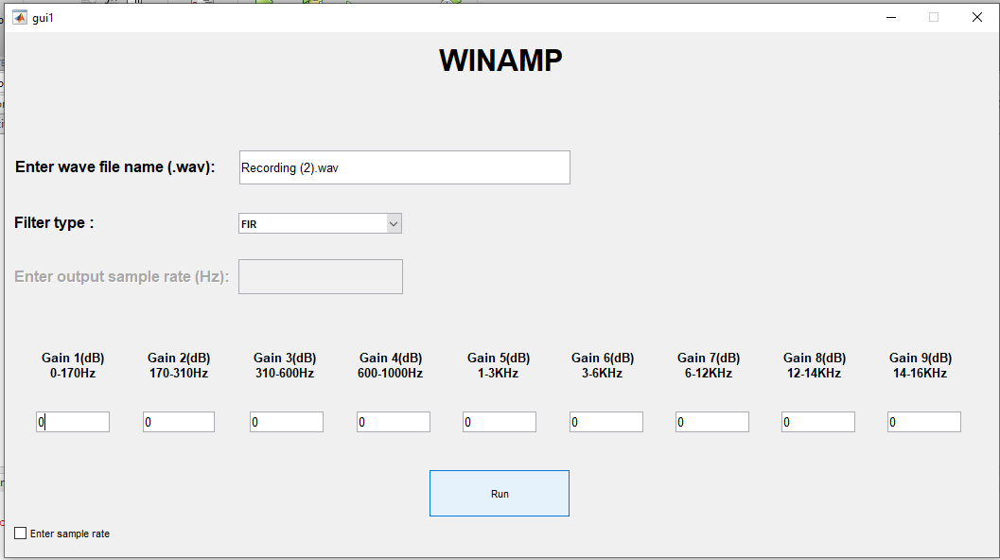 gui1
WINAMP
Enter wave file name (.wav):
Recording (2).wav
Filter type :
FIR
Enter output sample rate (Hz):
Gain 1(dB)
0-170Hz
Gain 2(dB)
170-310Hz
Gain 3(dB)
310-600Hz
Gain 4(dB)
600-1000Hz
Gain 5(dB)
1-3KHz
Gain 6(dB)
3-6KHz
Gain 7(dB)
6-12KHz
Gain 8(dB)
12-14KHz
Gain 9(dB)
14-16KHz
0
0
0
0
0
0
0
0
0
Run
Enter sample rate